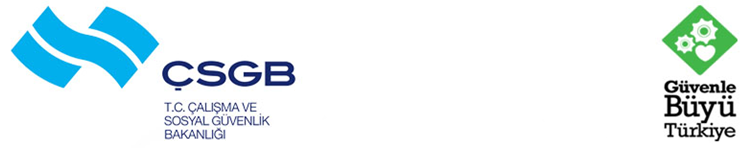 ÇSGB
T.C. ÇALIŞMA VE
SOSYAL GÜVENLİK
BAKANLIĞI
Güvenle
Büyü
Türkiye